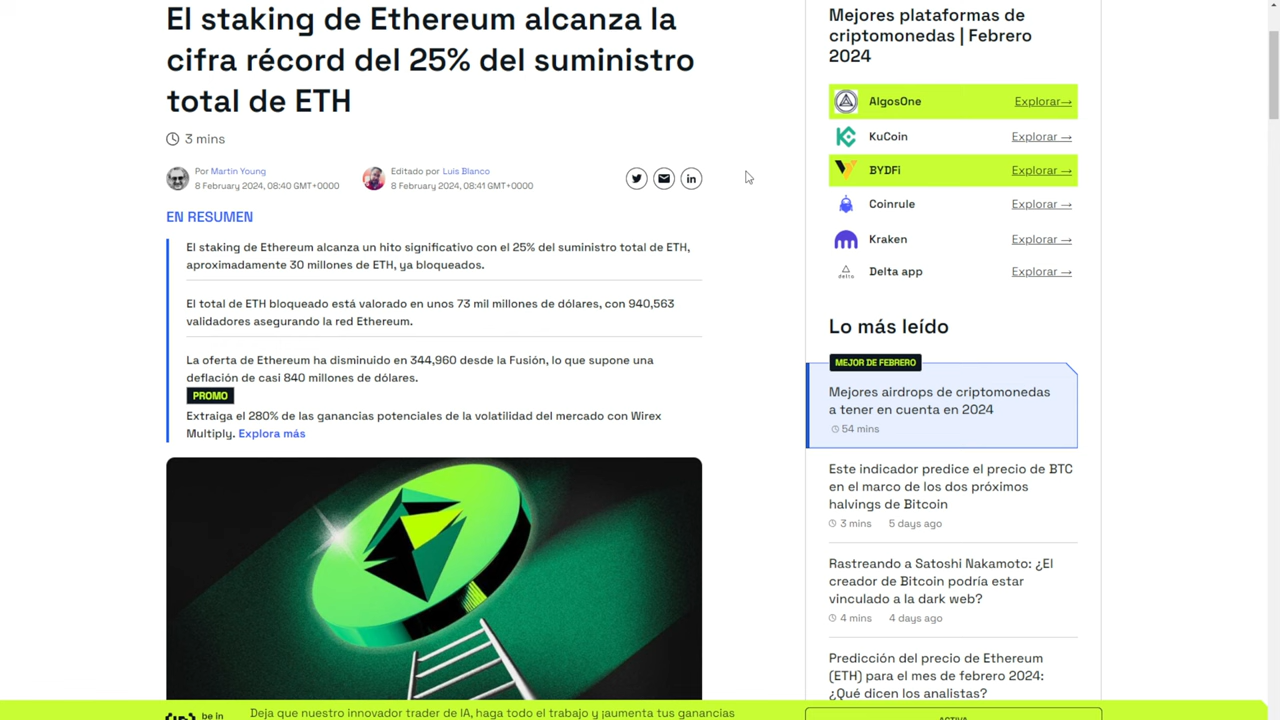 El staking de Ethereum alcanza la
cifra récord del 25% del suministro
total de ETH
3 mins
Por Martin Young
8 February 2024, 08:40 GMT+0000
Editado por Luis Blanco
8 February 2024, 08:41 GMT+0000
in
EN RESUMEN
El staking de Ethereum alcanza un hito significativo con el 25% del suministro total de ETH,
aproximadamente 30 millones de ETH, ya bloqueados.
El total de ETH bloqueado está valorado en unos 73 mil millones de dólares, con 940,563
validadores asegurando la red Ethereum.
La oferta de Ethereum ha disminuido en 344,960 desde la Fusión, lo que supone una
deflación de casi 840 millones de dólares.
PROMO
Extraiga el 280% de las ganancias potenciales de la volatilidad del mercado con Wirex
Multiply. Explora más
Mejores plataformas de
criptomonedas | Febrero
2024
AlgosOne Explorar→
KuCoin Explorar→
BYDFi Explorar→
Coinrule Explorar→
Kraken Explorar→
delta
Delta app Explorar→
Lo más leído
MEJOR DE FEBRERO
Mejores airdrops de criptomonedas
a tener en cuenta en 2024
54 mins
Este indicador predice el precio de BTC
en el marco de los dos próximos
halvings de Bitcoin
3 mins 5 days ago
Rastreando a Satoshi Nakamoto: ¿El
creador de Bitcoin podría estar
vinculado a la dark web?
4 mins 4 days ago
Predicción del precio de Ethereum
(ETH) para el mes de febrero 2024:
¿Qué dicen los analistas?
be in
Deja que nuestro innovador trader de IA, haga todo el trabajo y ¡aumenta tus ganancias
ACTIVA